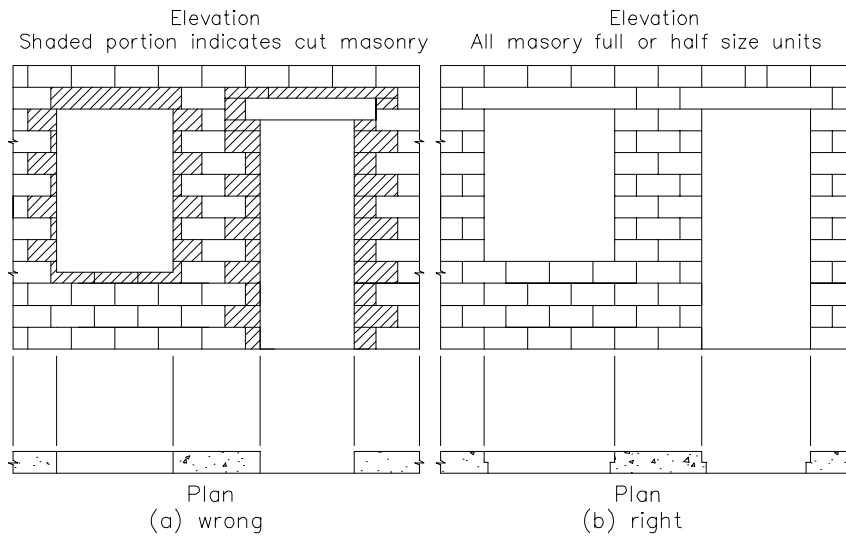 Elevation
Shaded portion indicates cut masonry
Elevation
All masory full or half size units
Plan
(a) wrong
Plan
(b) right